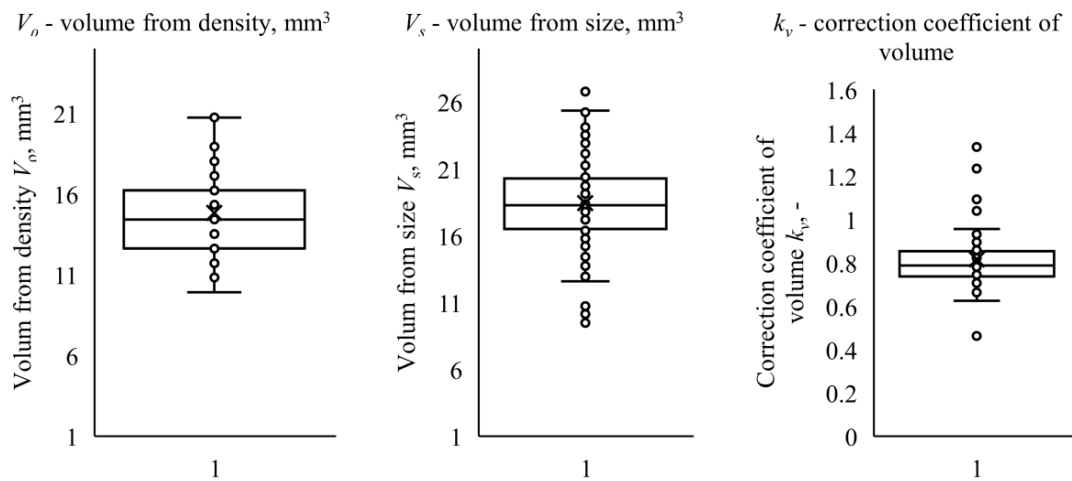 V_o - volume from density, mm³
Volum from density V_o, mm³
21
16
11
6
1
1
V_s - volume from size, mm³
Volum from size V_s, mm³
26
21
16
11
6
1
1
k_v - correction coefficient of
volume
Correction coefficient of
volume k_v, -
1.6
1.4
1.2
1
0.8
0.6
0.4
0.2
0
1